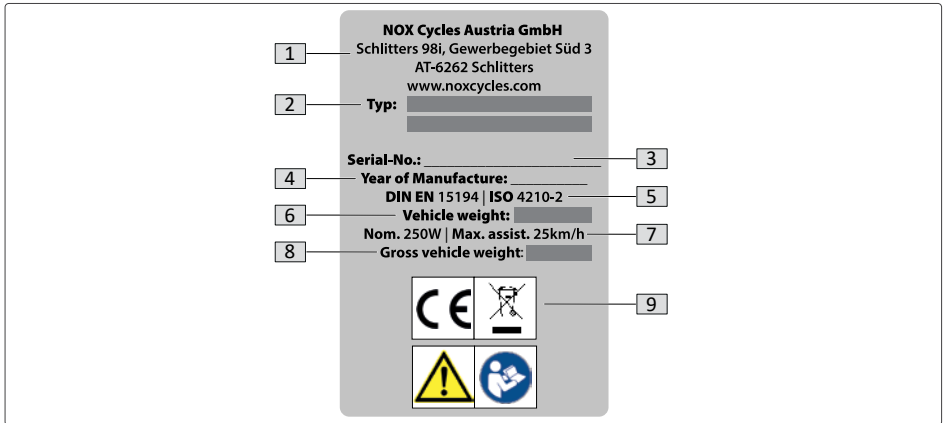 NOX Cycles Austria GmbH
1 Schlitters 98i, Gewerbegebiet Süd 3
AT-6262 Schlitters
www.noxcycles.com
2 Typ:
Serial-No.: ______________________ 3
4 Year of Manufacture: __________
DIN EN 15194 | ISO 4210-2 5
6 Vehicle weight:
Nom. 250W | Max. assist. 25km/h 7
8 Gross vehicle weight:
CE 9